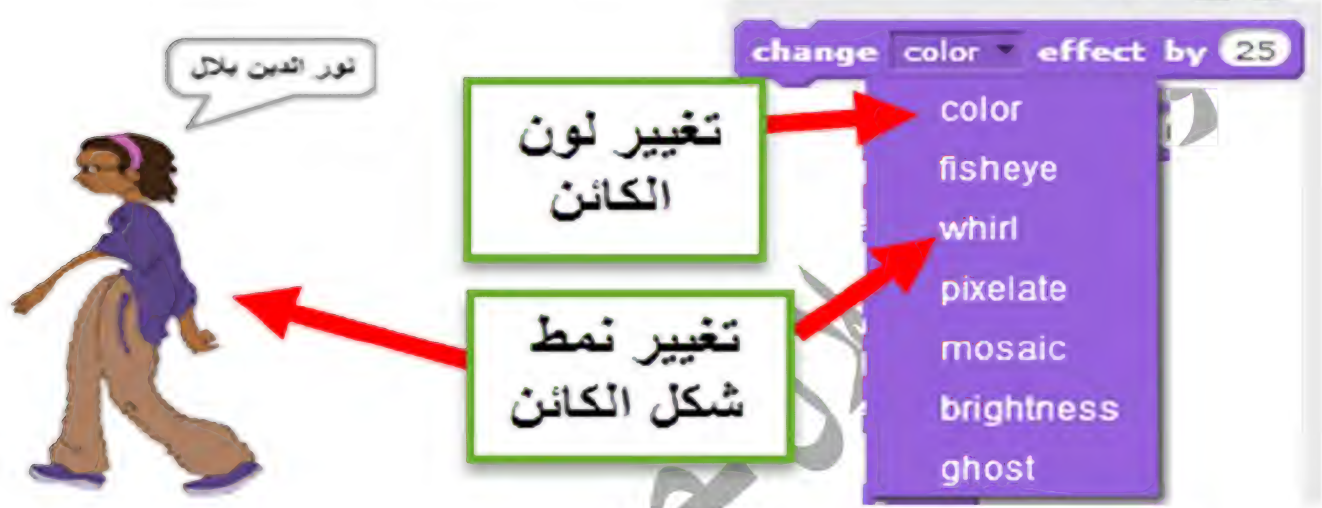 change color effect by 25
نور الدين بلال
تغيير لون
الكائن
color
fisheye
whirl
pixelate
mosaic
brightness
ghost
تغيير نمط
شكل الكائن